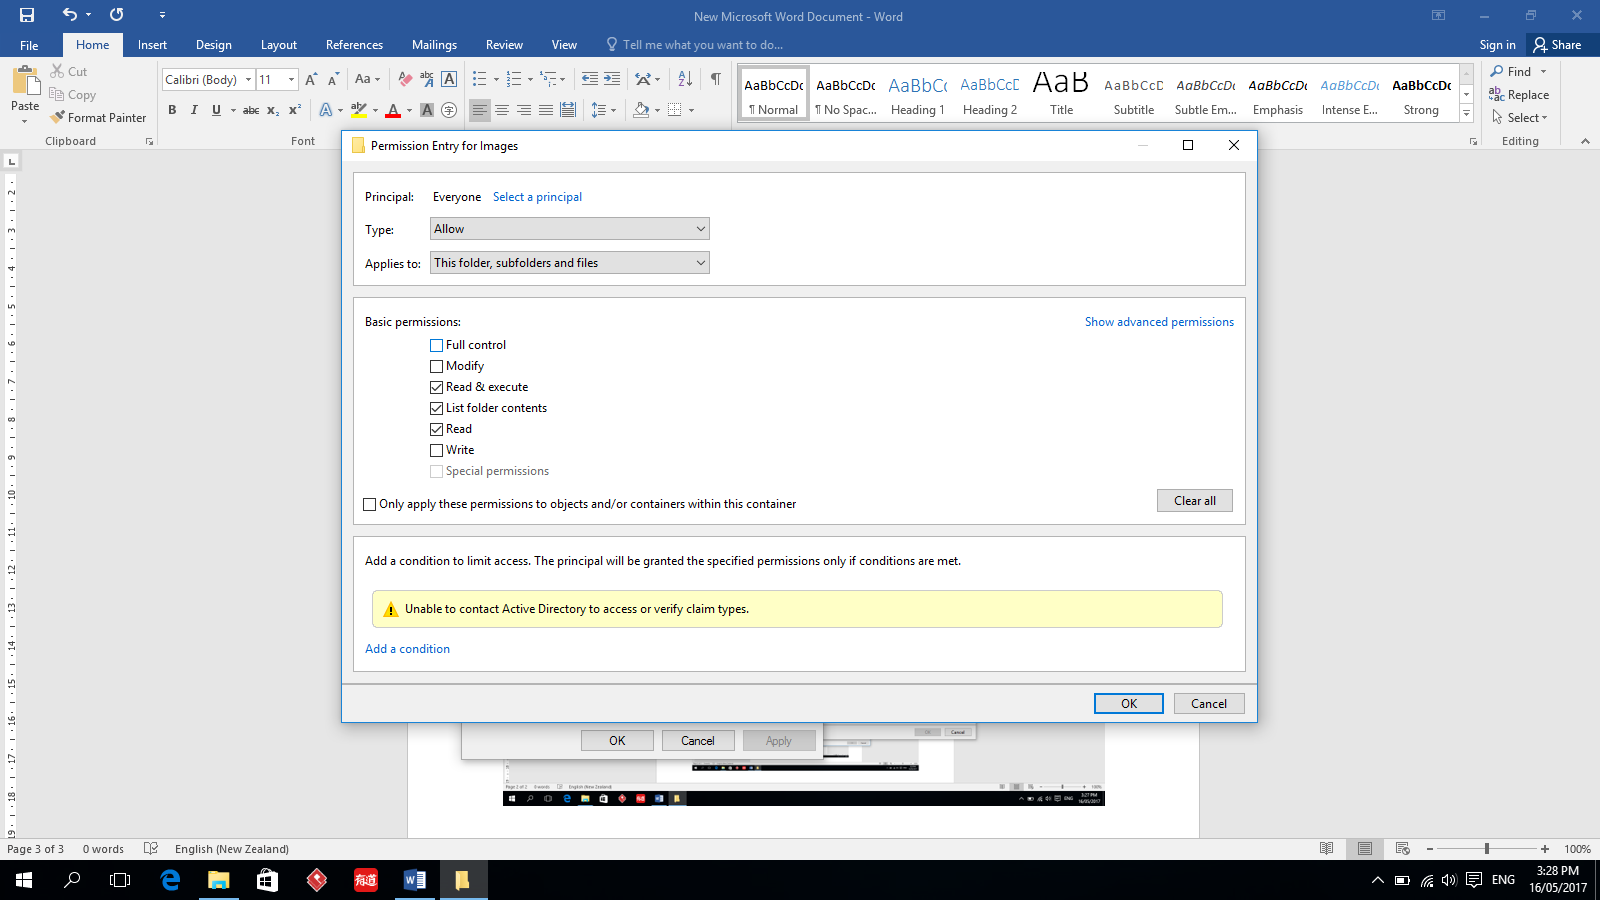 New Microsoft Word Document - Word
File Home Insert Design Layout References Mailings Review View Tell me what you want to do... Sign in Share
Paste
Cut
Copy
Format Painter
Clipboard
Calibri (Body) 11
Font
AaBbCcDc AaBbCcDc AaBbCc AaBbCcD AaB AaBbCcD AaBbCcDc AaBbCcDc AaBbCcDc AaBbCcDc
¶ Normal ¶ No Spac... Heading 1 Heading 2 Title Subtitle Subtle Em... Emphasis Intense E... Strong
Find
Replace
Select
Editing
Permission Entry for Images
Principal: Everyone Select a principal
Type: Allow
Applies to: This folder, subfolders and files
Basic permissions: Show advanced permissions
Full control
Modify
Read & execute
List folder contents
Read
Write
Special permissions
Only apply these permissions to objects and/or containers within this container
Clear all
Add a condition to limit access. The principal will be granted the specified permissions only if conditions are met.
Unable to contact Active Directory to access or verify claim types.
Add a condition
OK Cancel
OK Cancel Apply
Page 3 of 3 0 words English (New Zealand) 100%
有道
ENG
3:28 PM
16/05/2017